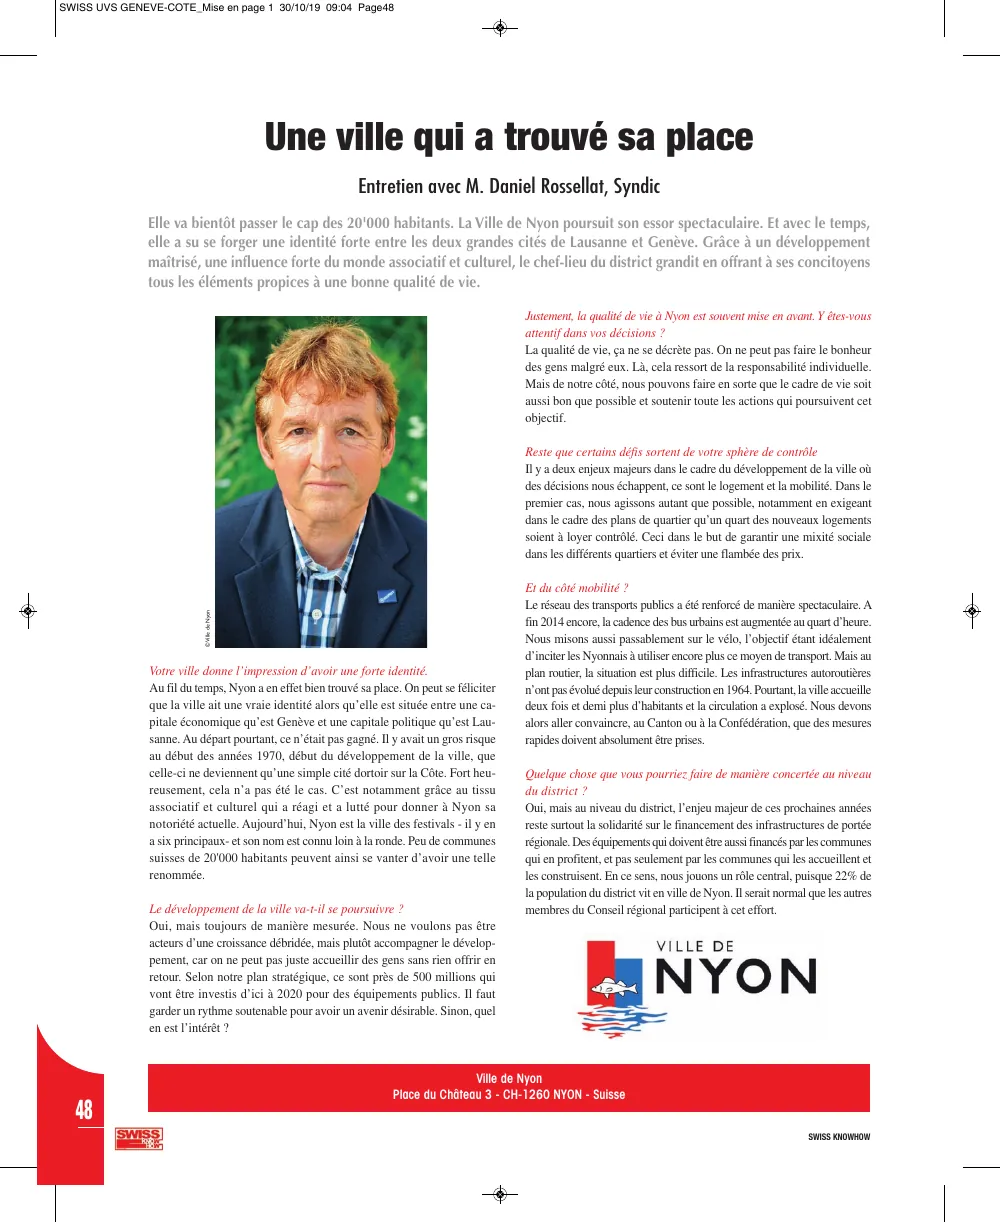 SWISS UVS GENEVE-COTE_Mise en page 1 30/10/19 09:04 Page48
Une ville qui a trouvé sa place
Entretien avec M. Daniel Rossellat, Syndic
Elle va bientôt passer le cap des 20'000 habitants. La Ville de Nyon poursuit son essor spectaculaire. Et avec le temps,
elle a su se forger une identité forte entre les deux grandes cités de Lausanne et Genève. Grâce à un développement
maîtrisé, une influence forte du monde associatif et culturel, le chef-lieu du district grandit en offrant à ses concitoyens
tous les éléments propices à une bonne qualité de vie.
© Ville de Nyon
Votre ville donne l'impression d'avoir une forte identité.
Au fil du temps, Nyon a en effet bien trouvé sa place. On peut se féliciter
que la ville ait une vraie identité alors qu'elle est située entre une ca-
pitale économique qu'est Genève et une capitale politique qu'est Lau-
sanne. Au départ pourtant, ce n'était pas gagné. Il y avait un gros risque
au début des années 1970, début du développement de la ville, que
celle-ci ne deviennent qu'une simple cité dortoir sur la Côte. Fort heu-
reusement, cela n'a pas été le cas. C'est notamment grâce au tissu
associatif et culturel qui a réagi et a lutté pour donner à Nyon sa
notoriété actuelle. Aujourd'hui, Nyon est la ville des festivals - il y en
a six principaux- et son nom est connu loin à la ronde. Peu de communes
suisses de 20'000 habitants peuvent ainsi se vanter d'avoir une telle
renommée.
Le développement de la ville va-t-il se poursuivre ?
Oui, mais toujours de manière mesurée. Nous ne voulons pas être
acteurs d'une croissance débridée, mais plutôt accompagner le dévelop-
pement, car on ne peut pas juste accueillir des gens sans rien offrir en
retour. Selon notre plan stratégique, ce sont près de 500 millions qui
vont être investis d'ici à 2020 pour des équipements publics. Il faut
garder un rythme soutenable pour avoir un avenir désirable. Sinon, quel
en est l'intérêt ?
Justement, la qualité de vie à Nyon est souvent mise en avant. Y êtes-vous
attentif dans vos décisions ?
La qualité de vie, ça ne se décrète pas. On ne peut pas faire le bonheur
des gens malgré eux. Là, cela ressort de la responsabilité individuelle.
Mais de notre côté, nous pouvons faire en sorte que le cadre de vie soit
aussi bon que possible et soutenir toute les actions qui poursuivent cet
objectif.
Reste que certains défis sortent de votre sphère de contrôle
Il y a deux enjeux majeurs dans le cadre du développement de la ville où
des décisions nous échappent, ce sont le logement et la mobilité. Dans le
premier cas, nous agissons autant que possible, notamment en exigeant
dans le cadre des plans de quartier qu'un quart des nouveaux logements
soient à loyer contrôlé. Ceci dans le but de garantir une mixité sociale
dans les différents quartiers et éviter une flambée des prix.
Et du côté mobilité ?
Le réseau des transports publics a été renforcé de manière spectaculaire. A
fin 2014 encore, la cadence des bus urbains est augmentée au quart d'heure.
Nous misons aussi passablement sur le vélo, l'objectif étant idéalement
d'inciter les Nyonnais à utiliser encore plus ce moyen de transport. Mais au
plan routier, la situation est plus difficile. Les infrastructures autoroutières
n'ont pas évolué depuis leur construction en 1964. Pourtant, la ville accueille
deux fois et demi plus d'habitants et la circulation a explosé. Nous devons
alors aller convaincre, au Canton ou à la Confédération, que des mesures
rapides doivent absolument être prises.
Quelque chose que vous pourriez faire de manière concertée au niveau
du district ?
Oui, mais au niveau du district, l'enjeu majeur de ces prochaines années
reste surtout la solidarité sur le financement des infrastructures de portée
régionale. Des équipements qui doivent être aussi financés par les communes
qui en profitent, et pas seulement par les communes qui les accueillent et
les construisent. En ce sens, nous jouons un rôle central, puisque 22% de
la population du district vit en ville de Nyon. Il serait normal que les autres
membres du Conseil régional participent à cet effort.
VILLE DE
NYON
Ville de Nyon
Place du Château 3 - CH-1260 NYON - Suisse
48
SWISS
KNOW
HOW
SWISS KNOWHOW